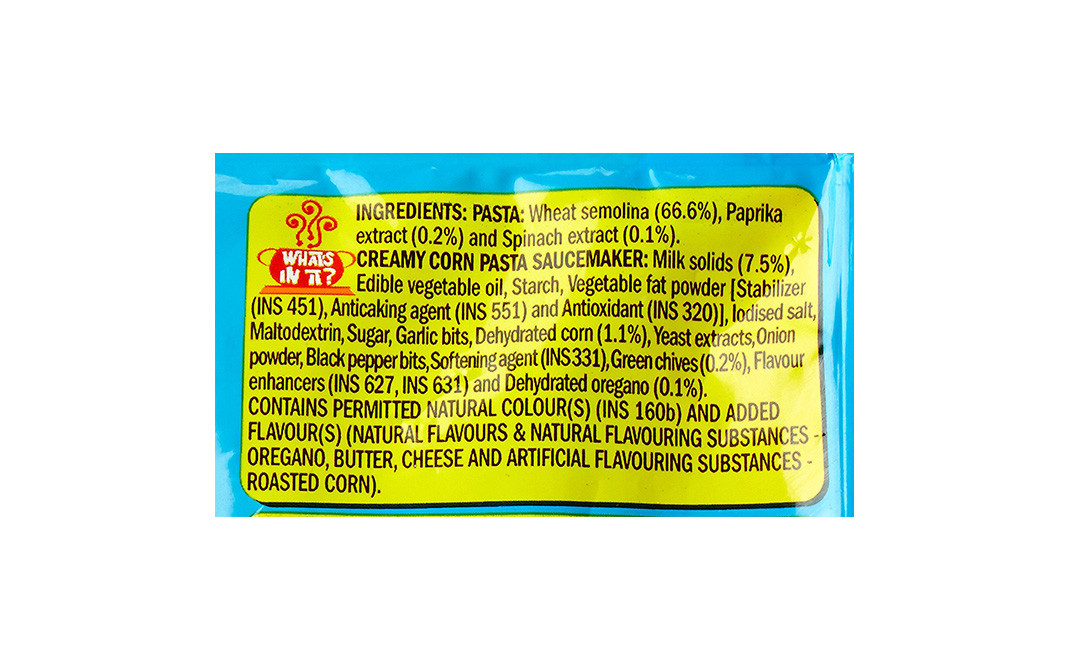 INGREDIENTS: PASTA: Wheat semolina (66.6%), Paprika
extract (0.2%) and Spinach extract (0.1%).
WHAT'S
IN IT?
CREAMY CORN PASTA SAUCEMAKER: Milk solids (7.5%),
Edible vegetable oil, Starch, Vegetable fat powder [Stabilizer
(INS 451), Anticaking agent (INS 551) and Antioxidant (INS 320)], Iodised salt,
Maltodextrin, Sugar, Garlic bits, Dehydrated corn (1.1%), Yeast extracts, Onion
powder, Black pepper bits, Softening agent (INS331), Green chives (0.2%), Flavour
enhancers (INS 627, INS 631) and Dehydrated oregano (0.1%).
CONTAINS PERMITTED NATURAL COLOUR(S) (INS 160b) AND ADDED
FLAVOUR(S) (NATURAL FLAVOURS & NATURAL FLAVOURING SUBSTANCES -
OREGANO, BUTTER, CHEESE AND ARTIFICIAL FLAVOURING SUBSTANCES -
ROASTED CORN).